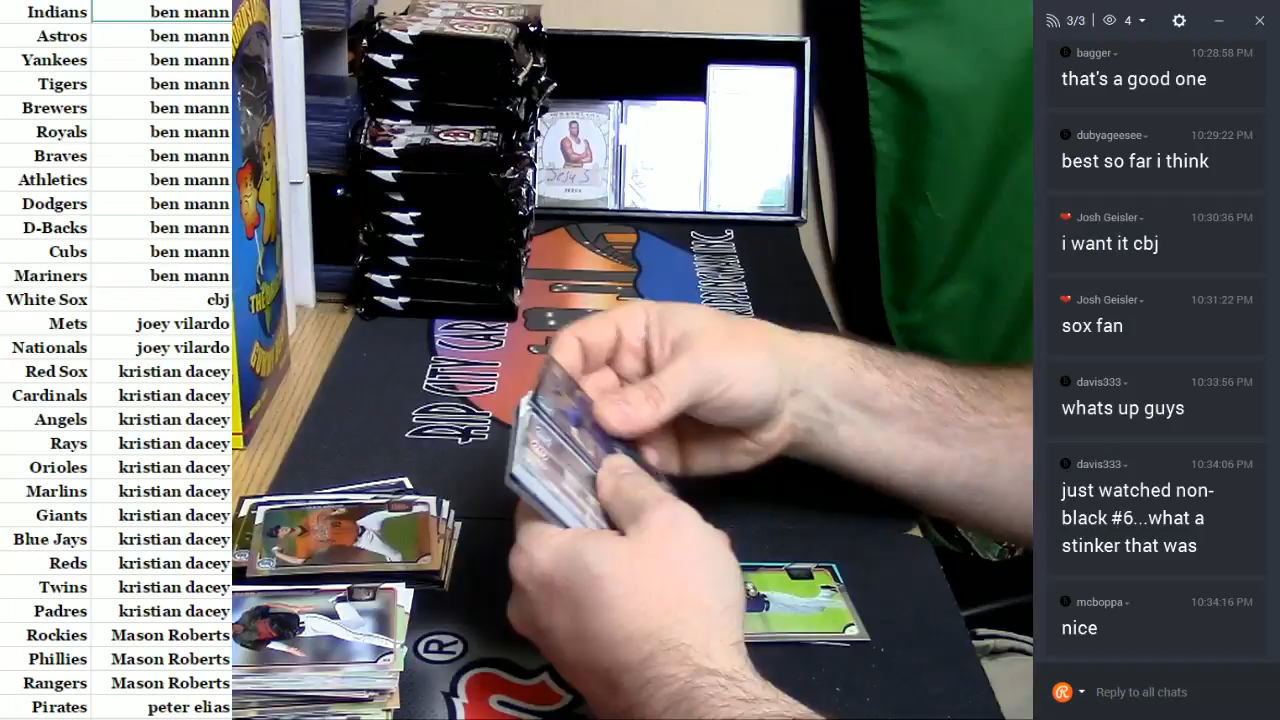 Indians ben mann
Astros ben mann
Yankees ben mann
Tigers ben mann
Brewers ben mann
Royals ben mann
Braves ben mann
Athletics ben mann
Dodgers ben mann
D-Backs ben mann
Cubs ben mann
Mariners ben mann
White Sox cbj
Mets joey vilardo
Nationals joey vilardo
Red Sox kristian dacey
Cardinals kristian dacey
Angels kristian dacey
Rays kristian dacey
Orioles kristian dacey
Marlins kristian dacey
Giants kristian dacey
Blue Jays kristian dacey
Reds kristian dacey
Twins kristian dacey
Padres kristian dacey
Rockies Mason Roberts
Phillies Mason Roberts
Rangers Mason Roberts
Pirates peter elias
RIP CITY CAR
®
3/3 4
bagger 10:28:58 PM
that's a good one
dubyageesee 10:29:22 PM
best so far i think
Josh Geisler 10:30:36 PM
i want it cbj
Josh Geisler 10:31:22 PM
sox fan
davis333 10:33:56 PM
whats up guys
davis333 10:34:06 PM
just watched non-
black #6...what a
stinker that was
mcboppa 10:34:16 PM
nice
Reply to all chats